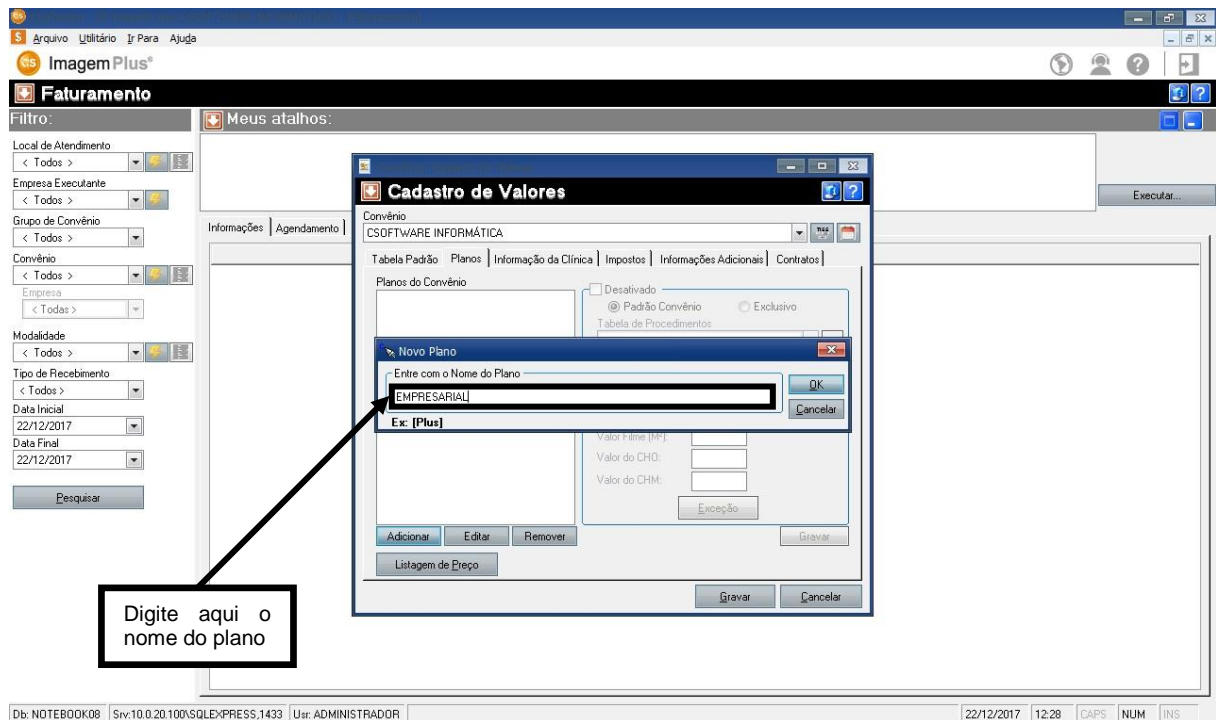 Arquivo Utilitário Ir Para Ajuda
ImagemPlus®
Faturamento
Filtro:
Meus atalhos:
Local de Atendimento
< Todos >
Empresa Executante
< Todos >
Grupo de Convênio
< Todos >
Convênio
< Todos >
Empresa
< Todas >
Modalidade
< Todos >
Tipo de Recebimento
< Todos >
Data Inicial
22/12/2017
Data Final
22/12/2017
Pesquisar
Executar...
Informações Agendamento
Cadastro de Valores
Convênio
CSOFTWARE INFORMÁTICA
Tabela Padrão Planos Informação da Clínica Impostos Informações Adicionais Contratos
Planos do Convênio
Desativado
Padrão Convênio Exclusivo
Tabela de Procedimentos
Novo Plano
Entre com o Nome do Plano
EMPRESARIAL
OK
Cancelar
Ex: [Plus]
Valor Filme (M²):
Valor do CHO:
Valor do CHM:
Exceção
Adicionar Editar Remover Gravar
Listagem de Preço
Gravar Cancelar
Digite aqui o
nome do plano
Db: NOTEBOOK08 Srv:10.0.20.100\SQLEXPRESS,1433 Usr: ADMINISTRADOR 22/12/2017 12:28 CAPS NUM INS